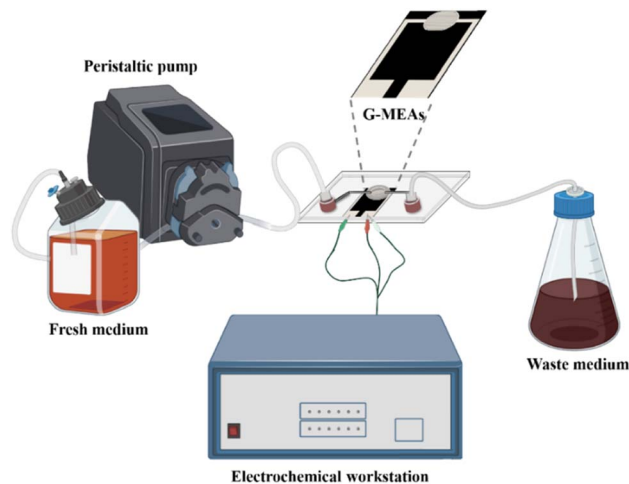 Peristaltic pump
G-MEAs
Fresh medium
Waste medium
Electrochemical workstation